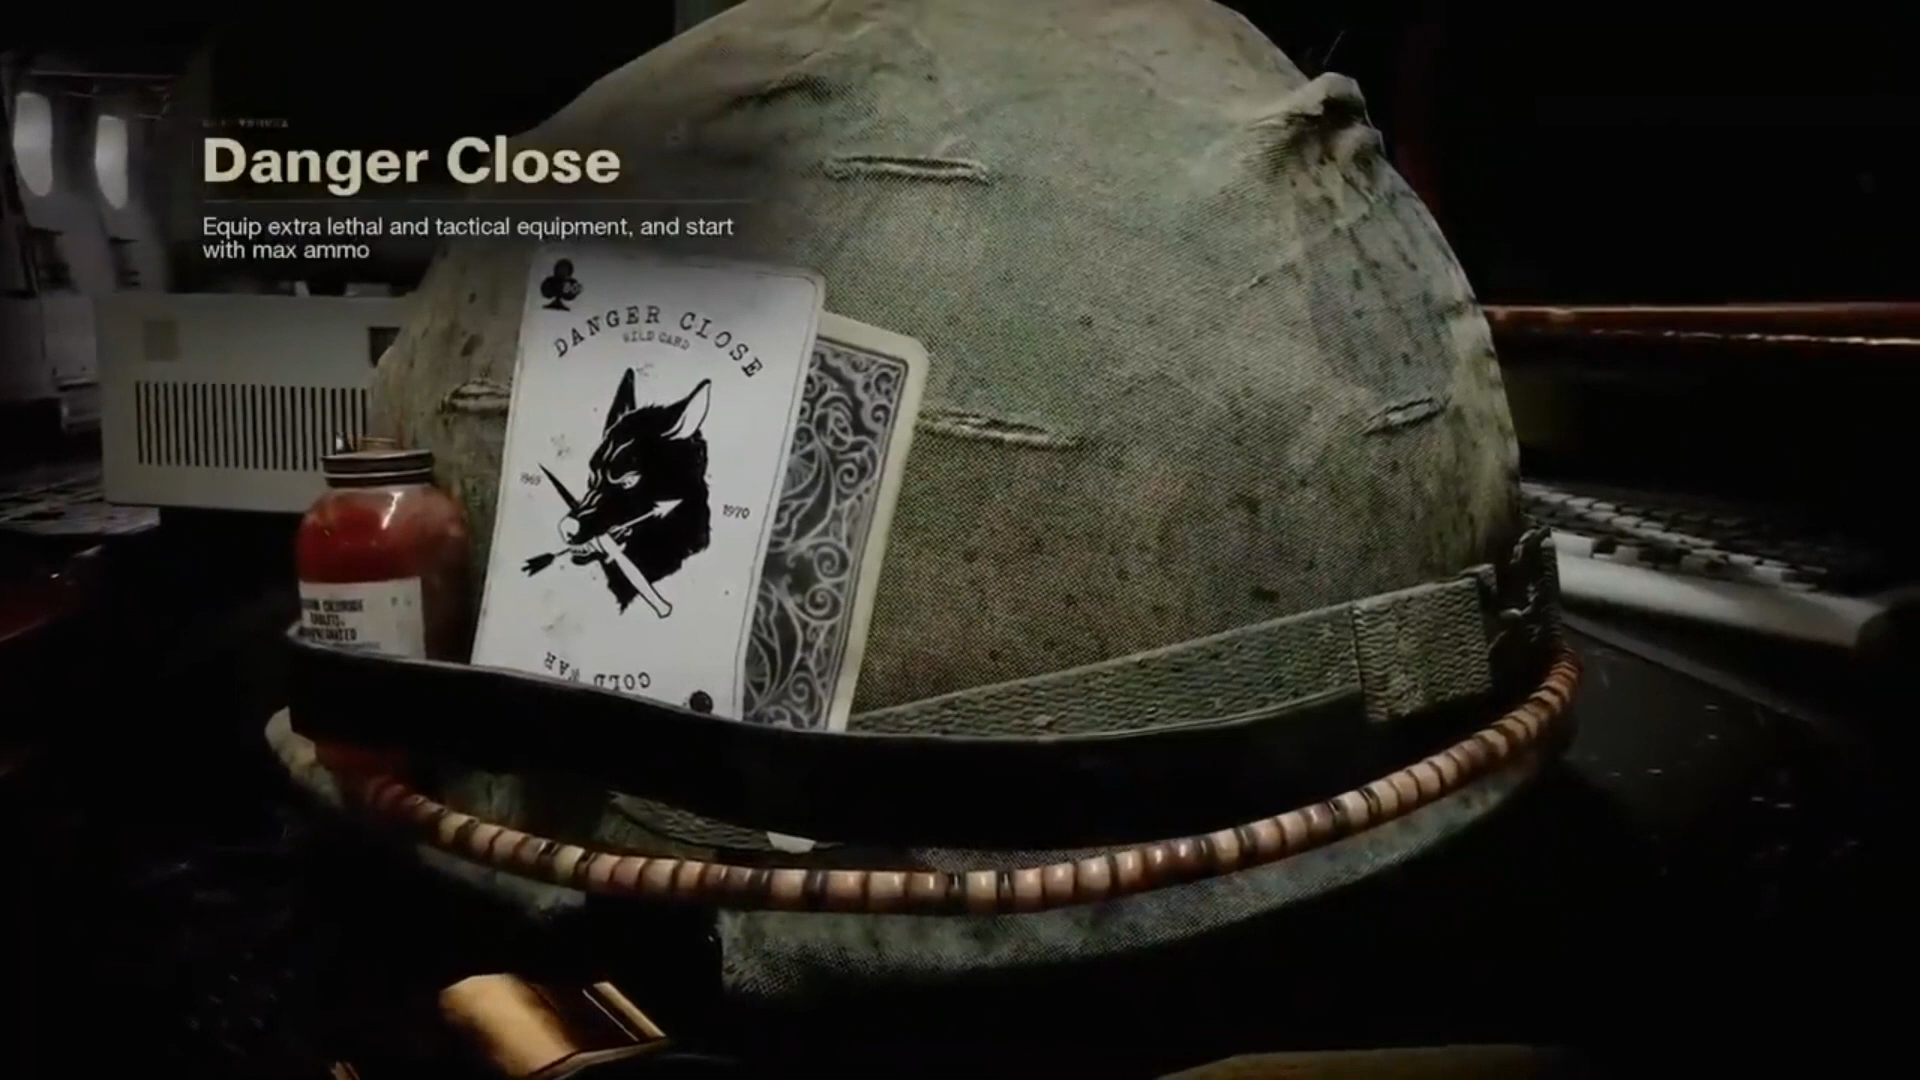 Danger Close
Equip extra lethal and tactical equipment, and start
with max ammo
DANGER CLOSE
WILD CARD
1969
1970
COLD WAR